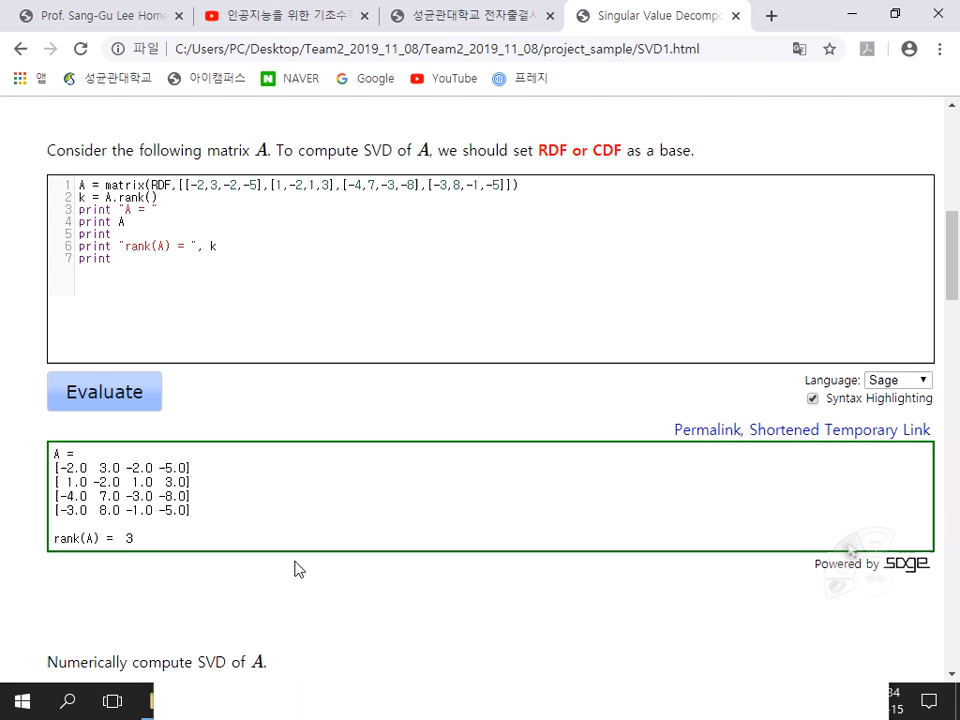 Prof. Sang-Gu Lee Hom
인공지능을 위한 기초수
성균관대학교 전자출결시
Singular Value Decompo
파일
C:/Users/PC/Desktop/Team2_2019_11_08/Team2_2019_11_08/project_sample/SVD1.html
앱 성균관대학교 아이캠퍼스 NAVER Google YouTube 프레지
Consider the following matrix A. To compute SVD of A, we should set RDF or CDF as a base.
1 A = matrix(RDF,[[-2,3,-2,-5],[1,-2,1,3],[-4,7,-3,-8],[-3,8,-1,-5]])
2 k = A.rank()
3 print "A = "
4 print A
5 print
6 print "rank(A) = ", k
7 print
Evaluate
Language: Sage
Syntax Highlighting
Permalink, Shortened Temporary Link
A =
[-2.0 3.0 -2.0 -5.0]
[ 1.0 -2.0 1.0 3.0]
[-4.0 7.0 -3.0 -8.0]
[-3.0 8.0 -1.0 -5.0]
rank(A) = 3
Powered by sage
Numerically compute SVD of A.
34
-15